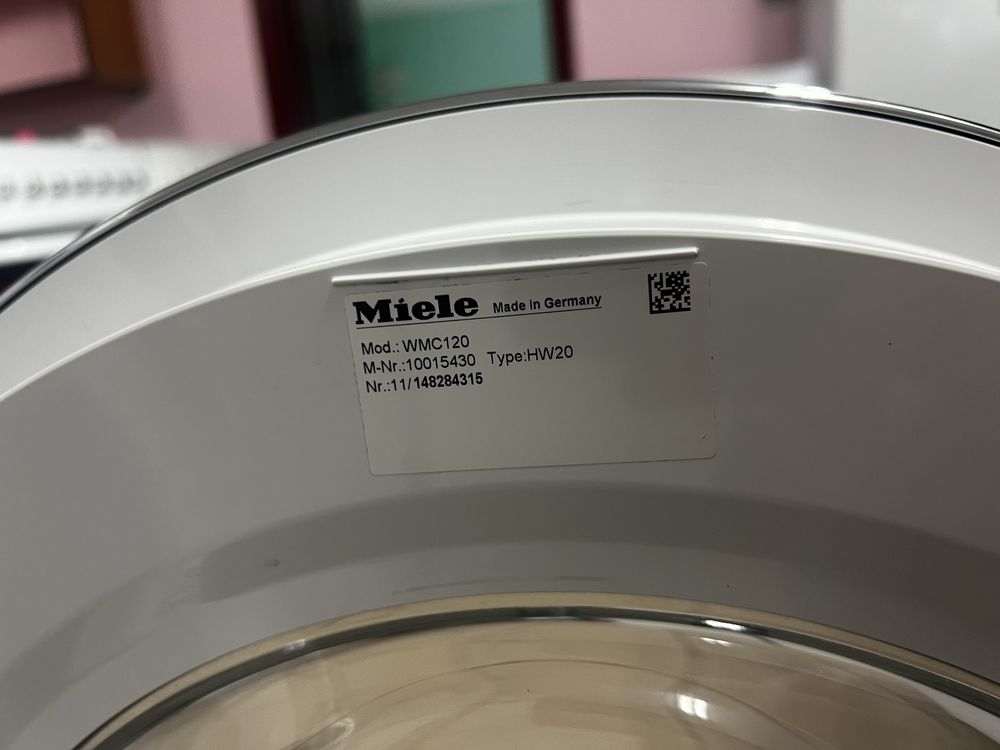 Miele Made in Germany
Mod.: WMC120
M-Nr.:10015430 Type:HW20
Nr.:11/148284315